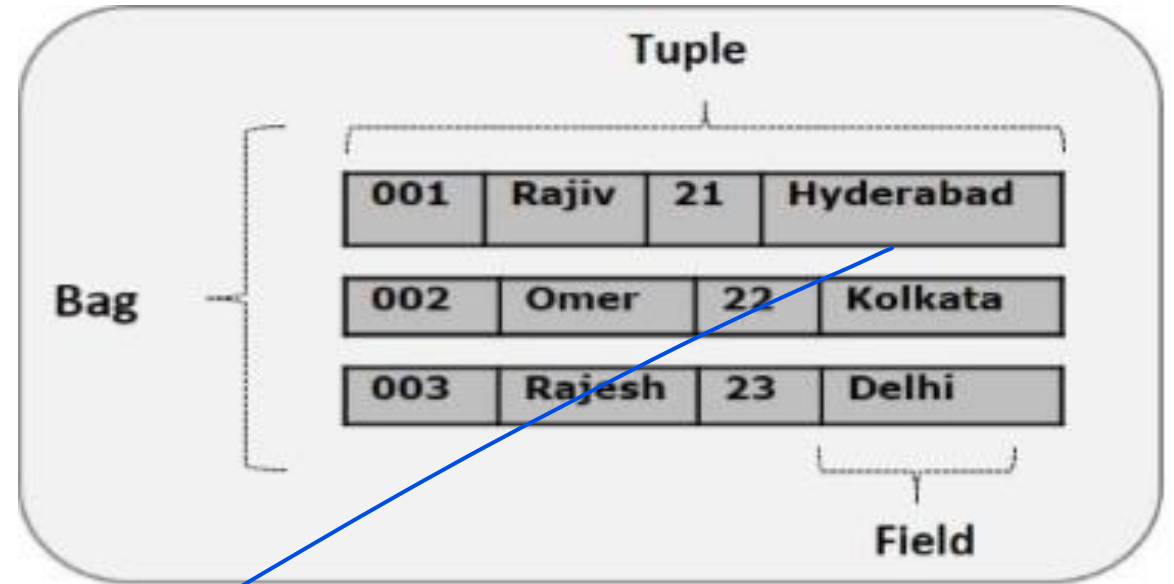 Tuple
001 Rajiv 21 Hyderabad
Bag
002 Omer 22 Kolkata
003 Rajesh 23 Delhi
Field